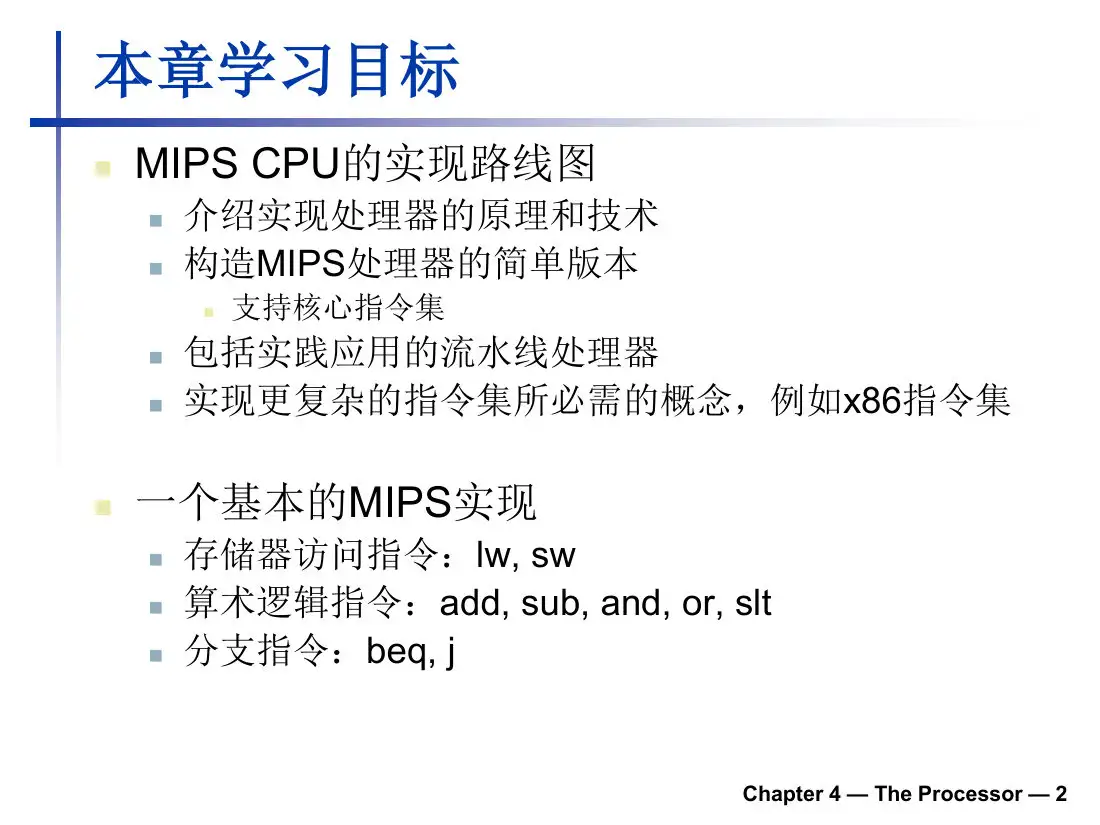 本章学习目标
MIPS CPU的实现路线图
介绍实现处理器的原理和技术
构造MIPS处理器的简单版本
支持核心指令集
包括实践应用的流水线处理器
实现更复杂的指令集所必需的概念，例如x86指令集
一个基本的MIPS实现
存储器访问指令：lw, sw
算术逻辑指令：add, sub, and, or, slt
分支指令：beq, j
Chapter 4 — The Processor — 2